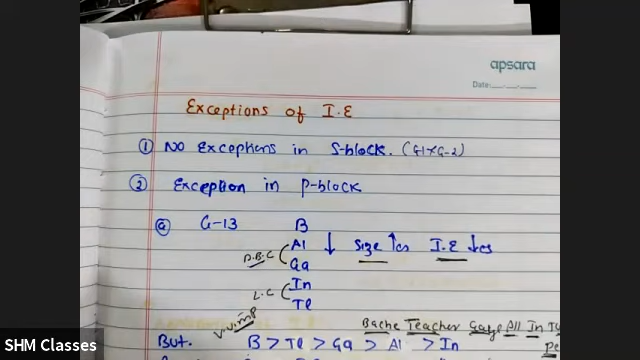 apsara
Date:
Exceptions of I.E
① No Exceptions in S-block. (G1 & G-2)
② Exception in p-block
ⓐ G-13 B
D.B.C Al ↓ Size ↑es I.E ↓es
Ga
L.C In
Tl
V.V.imp Bache Teacher Gaye All In
But. B > Tl > Ga > Al > In
SHM Classes